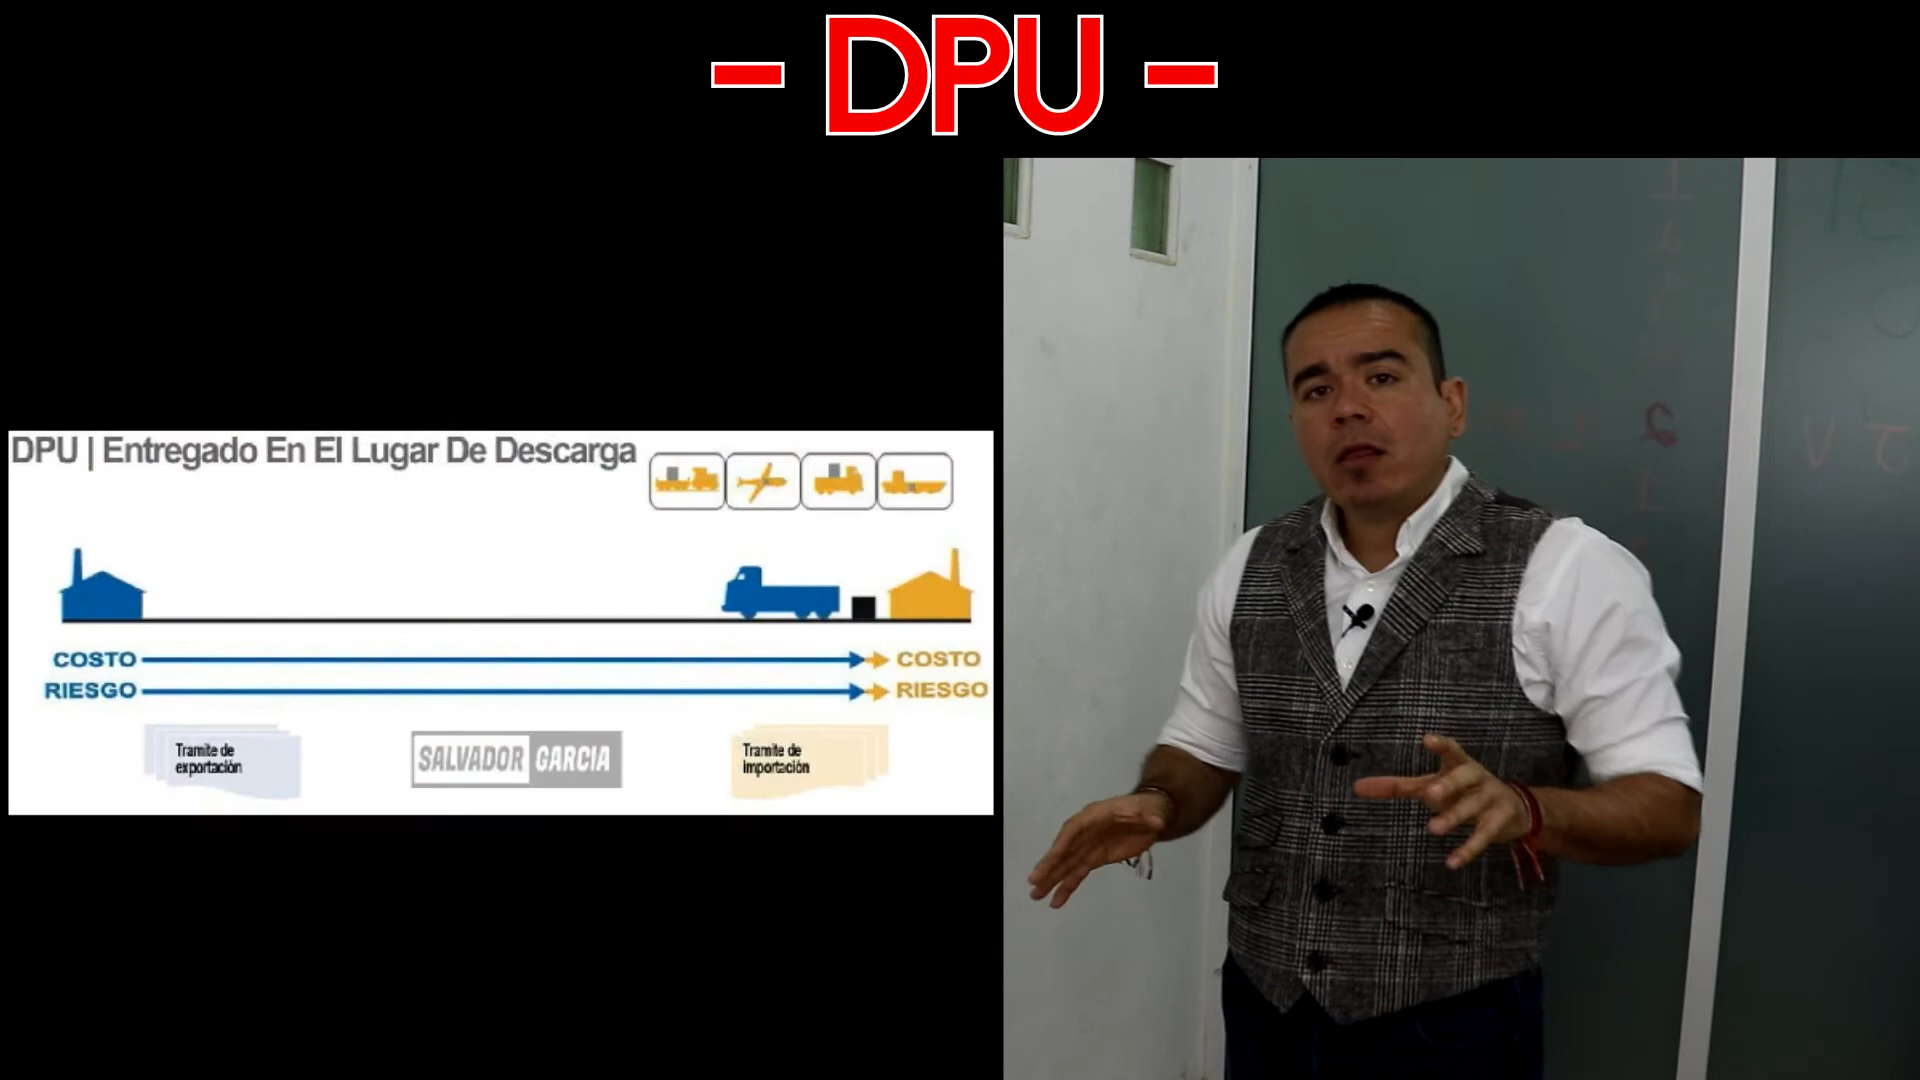 - DPU -
DPU | Entregado En El Lugar De Descarga
COSTO COSTO
RIESGO RIESGO
Tramite de
exportación
SALVADOR GARCIA
Tramite de
importación